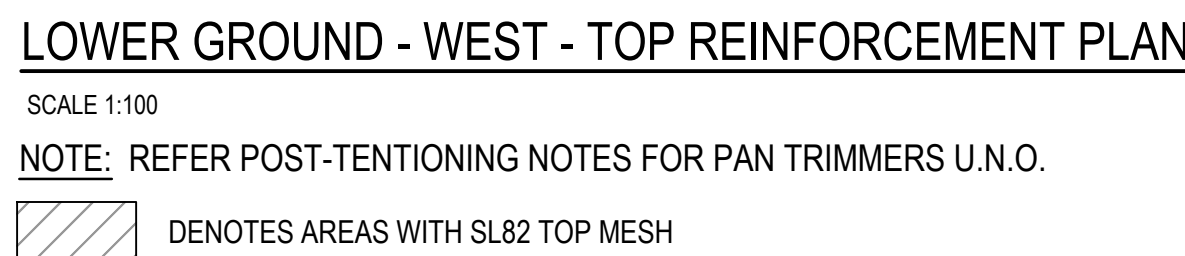 LOWER GROUND - WEST - TOP REINFORCEMENT PLAN
SCALE 1:100
NOTE: REFER POST-TENTIONING NOTES FOR PAN TRIMMERS U.N.O.
DENOTES AREAS WITH SL82 TOP MESH